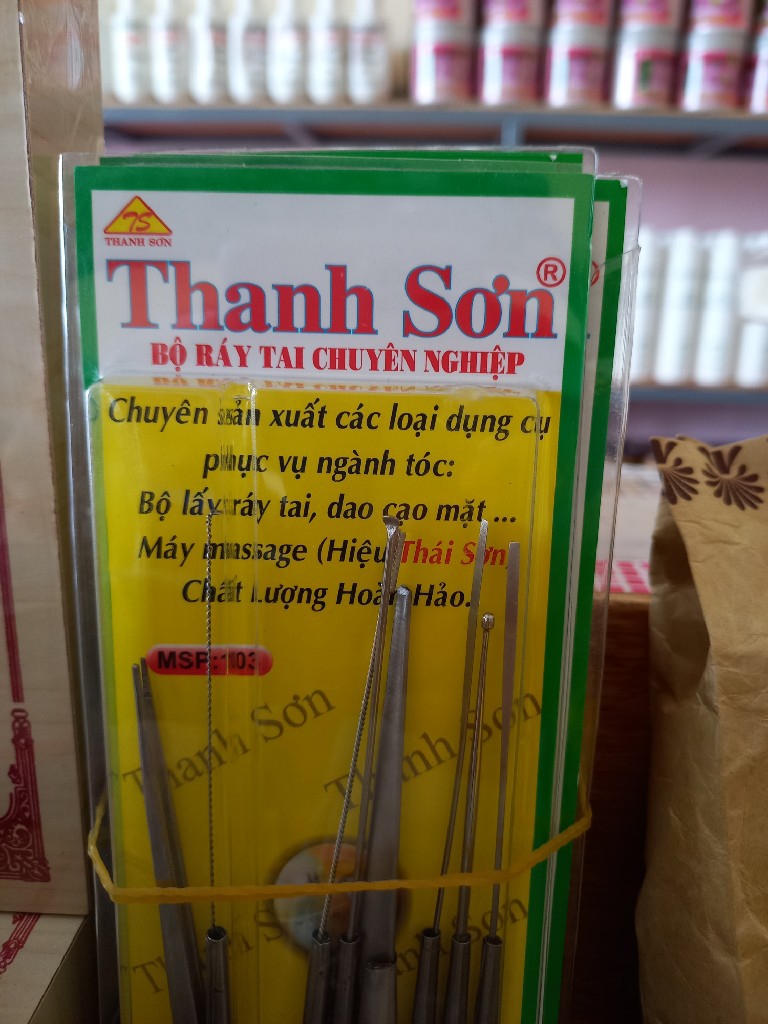 TS
THANH SƠN
Thanh Sơn®
BỘ RÁY TAI CHUYÊN NGHIỆP
Chuyên sản xuất các loại dụng cụ
phục vụ ngành tóc:
Bộ lấy ráy tai, dao cạo mặt ...
Máy massage (Hiệu Thái Sơn)
Chất Lượng Hoàn Hảo.
MSP:103
Thanh Sơn
Thanh Sơn